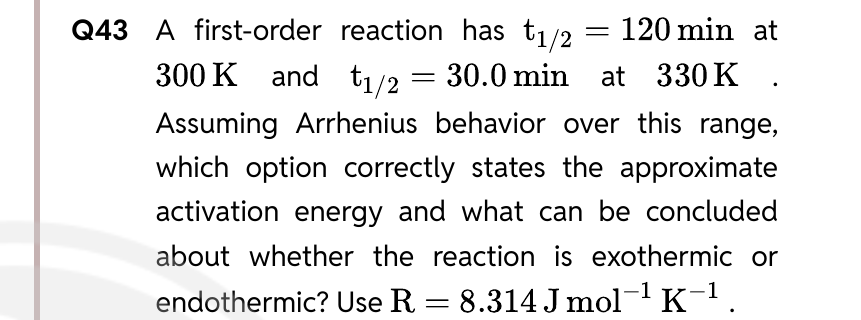 Q43 A first-order reaction has t₁/₂ = 120 min at
300 K and t₁/₂ = 30.0 min at 330 K .
Assuming Arrhenius behavior over this range,
which option correctly states the approximate
activation energy and what can be concluded
about whether the reaction is exothermic or
endothermic? Use R = 8.314 J mol⁻¹ K⁻¹ .